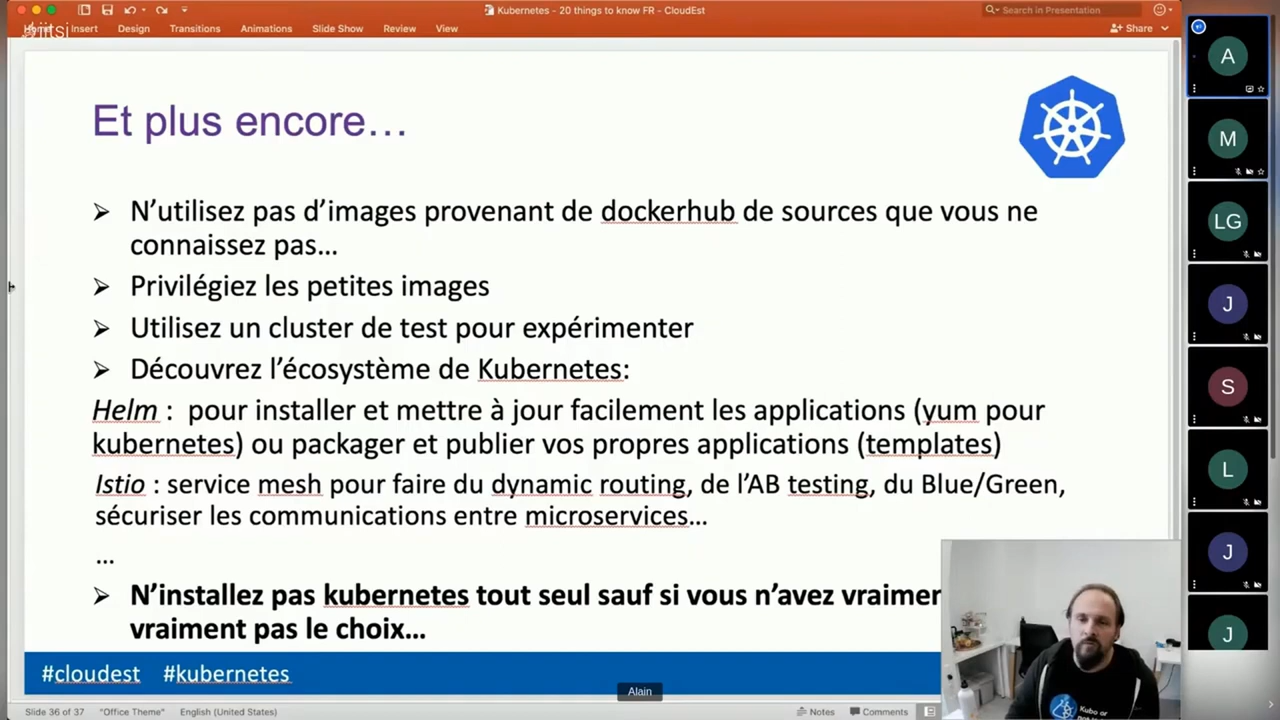 Kubernetes - 20 things to know FR - CloudEst
Search in Presentation
Home Insert Design Transitions Animations Slide Show Review View
Share
iitsi
Et plus encore…
N’utilisez pas d’images provenant de dockerhub de sources que vous ne
connaissez pas…
Privilégiez les petites images
Utilisez un cluster de test pour expérimenter
Découvrez l’écosystème de Kubernetes:
Helm : pour installer et mettre à jour facilement les applications (yum pour
kubernetes) ou packager et publier vos propres applications (templates)
Istio : service mesh pour faire du dynamic routing, de l’AB testing, du Blue/Green,
sécuriser les communications entre microservices…
…
N’installez pas kubernetes tout seul sauf si vous n’avez
vraiment pas le choix…
#cloudest #kubernetes
Alain
Slide 36 of 37 "Office Theme" English (United States) Notes Comments
A
M
LG
J
S
L
J
J
Kubo or